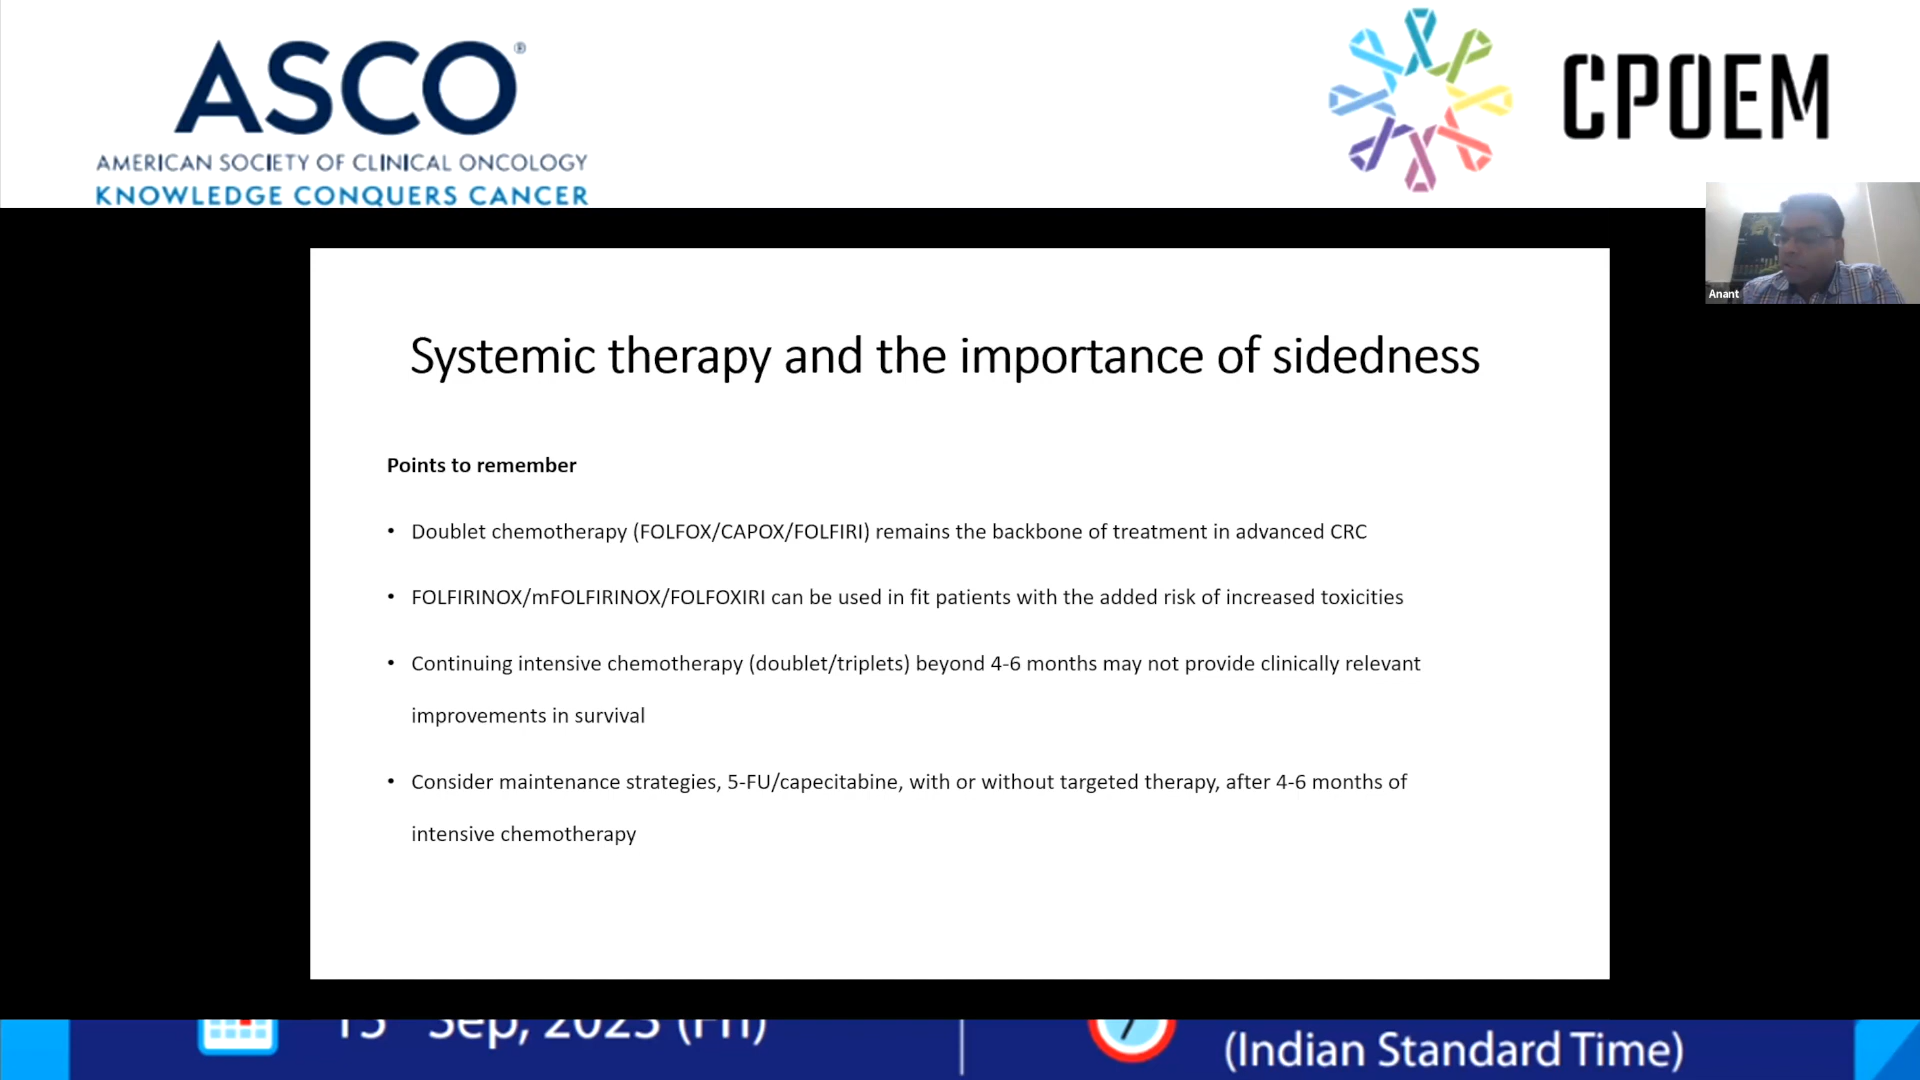 ASCO®
AMERICAN SOCIETY OF CLINICAL ONCOLOGY
KNOWLEDGE CONQUERS CANCER
CPOEM
Anant
Systemic therapy and the importance of sidedness
Points to remember
• Doublet chemotherapy (FOLFOX/CAPOX/FOLFIRI) remains the backbone of treatment in advanced CRC
• FOLFIRINOX/mFOLFIRINOX/FOLFOXIRI can be used in fit patients with the added risk of increased toxicities
• Continuing intensive chemotherapy (doublet/triplets) beyond 4-6 months may not provide clinically relevant
improvements in survival
• Consider maintenance strategies, 5-FU/capecitabine, with or without targeted therapy, after 4-6 months of
intensive chemotherapy
Sep, 2023 (Fri)
(Indian Standard Time)